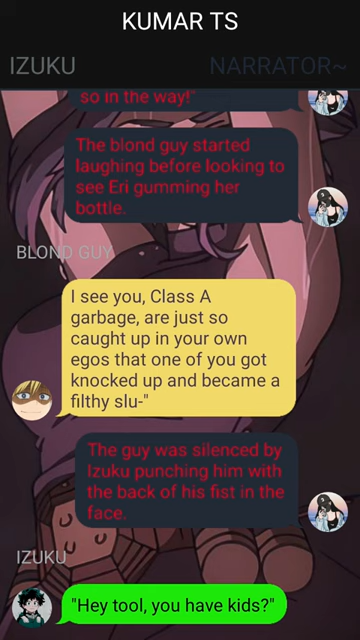 KUMAR TS
IZUKU
NARRATOR~
so in the way!"
The blond guy started
laughing before looking to
see Eri gumming her
bottle.
BLOND GUY
I see you, Class A
garbage, are just so
caught up in your own
egos that one of you got
knocked up and became a
filthy slu-"
The guy was silenced by
Izuku punching him with
the back of his fist in the
face.
IZUKU
"Hey tool, you have kids?"